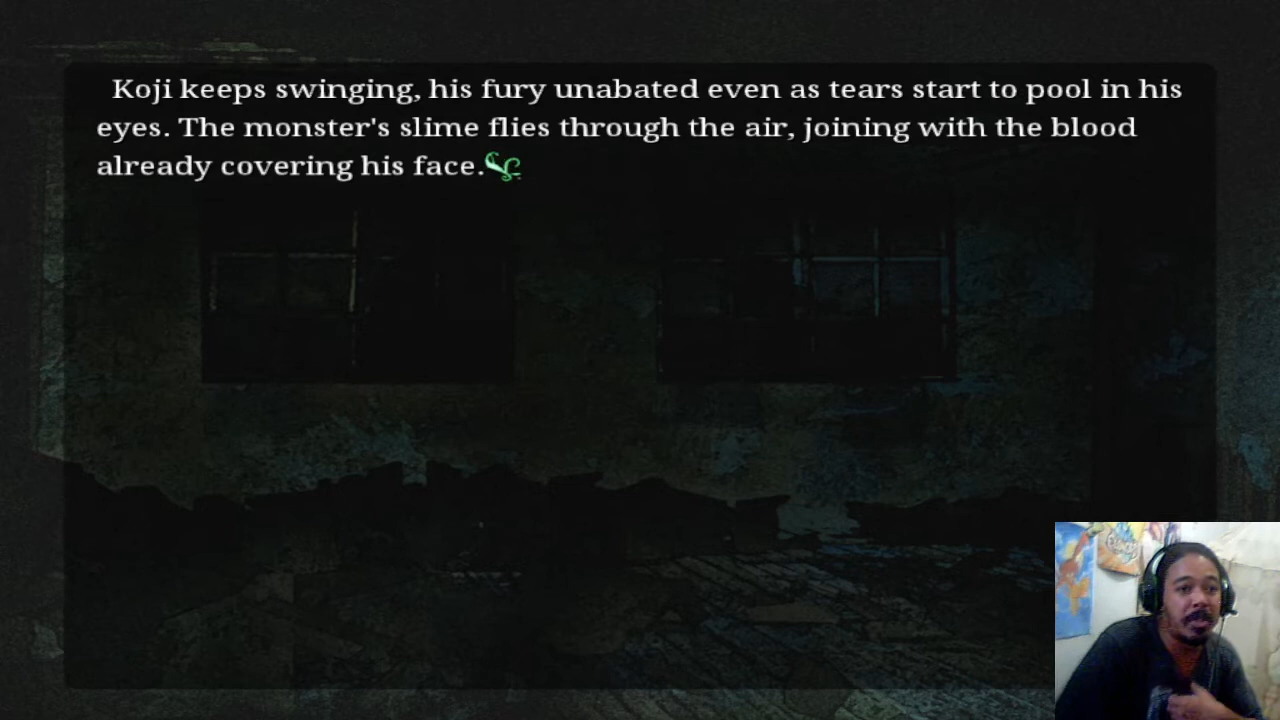 Koji keeps swinging, his fury unabated even as tears start to pool in his
eyes. The monster's slime flies through the air, joining with the blood
already covering his face.